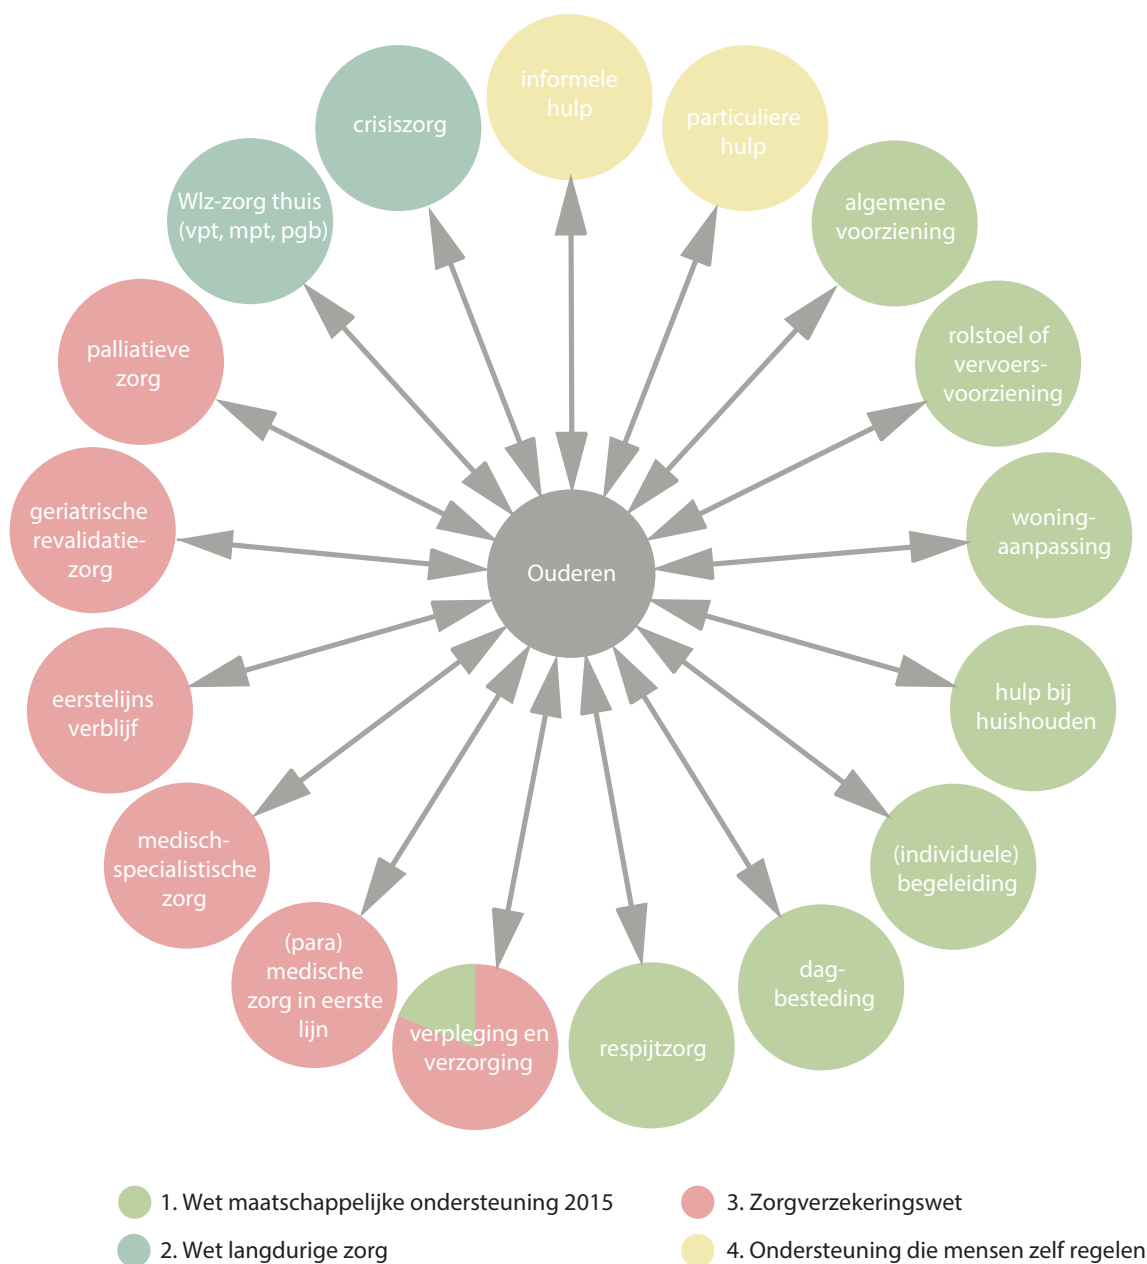 informele
hulp
particuliere
hulp
algemene
voorziening
rolstoel of
vervoers-
voorziening
woning-
aanpassing
hulp bij
huishouden
(individuele)
begeleiding
dag-
besteding
respijtzorg
verpleging en
verzorging
(para)
medische
zorg in eerste
lijn
medisch-
specialistische
zorg
eerstelijns
verblijf
geriatrische
revalidatie-
zorg
palliatieve
zorg
Wlz-zorg thuis
(vpt, mpt, pgb)
crisiszorg
Ouderen
1. Wet maatschappelijke ondersteuning 2015
2. Wet langdurige zorg
3. Zorgverzekeringswet
4. Ondersteuning die mensen zelf regelen